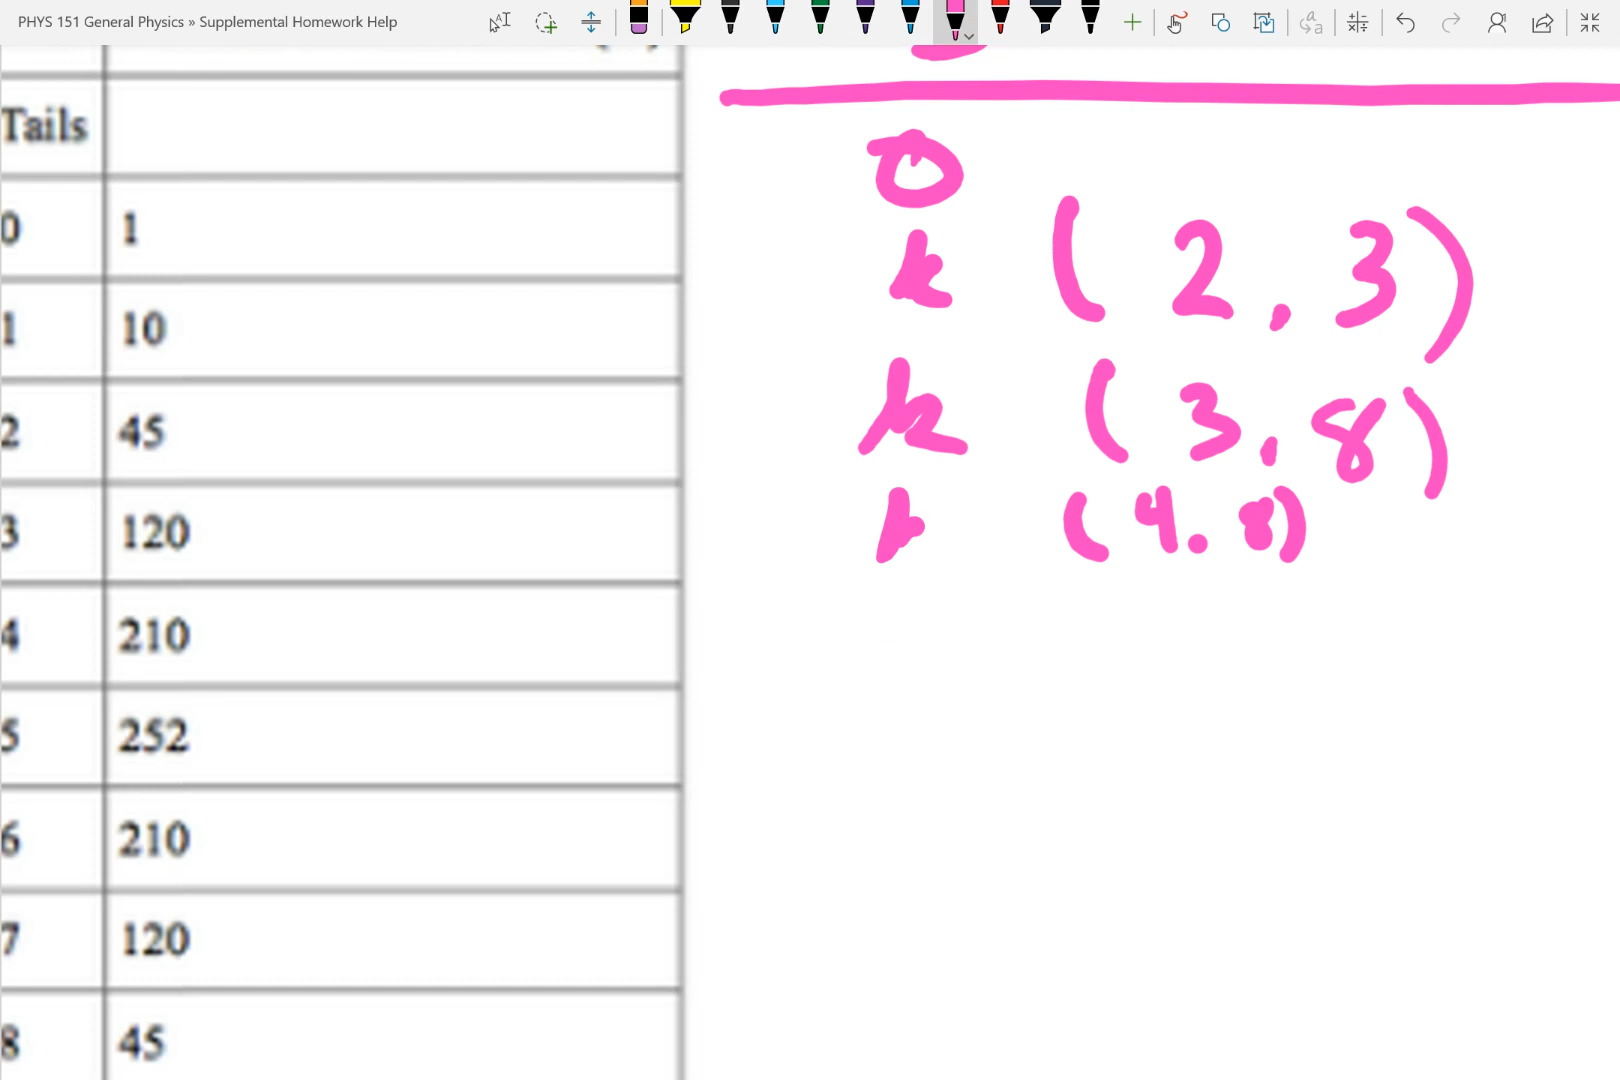 PHYS 151 General Physics » Supplemental Homework Help
Tails
0 1
1 10
2 45
3 120
4 210
5 252
6 210
7 120
8 45
0
k (2,3)
k (3,8)
(4.8)